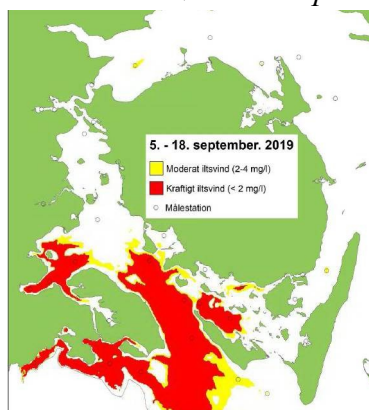 5. - 18. september. 2019
Moderat iltsvind (2-4 mg/l)
Kraftigt iltsvind (< 2 mg/l)
Målestation